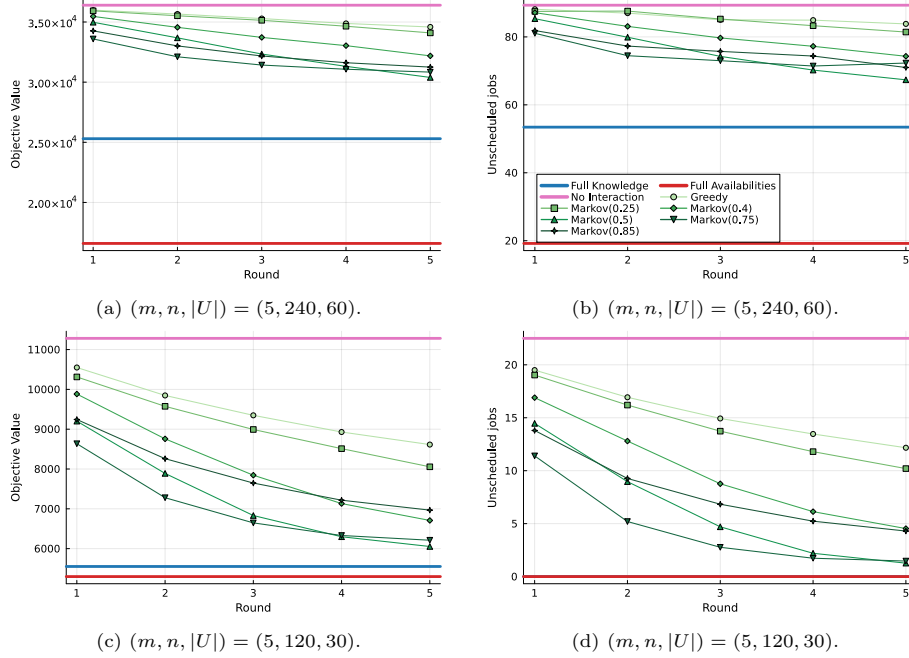 3.50×10⁴
3.00×10⁴
2.50×10⁴
2.00×10⁴
Objective Value
1 2 3 4 5
Round
(a) (m, n, |U|) = (5, 240, 60).
80
60
40
20
Unscheduled jobs
Full Knowledge
Full Availabilities
No Interaction
Greedy
Markov(0.25)
Markov(0.4)
Markov(0.5)
Markov(0.75)
Markov(0.85)
1 2 3 4 5
Round
(b) (m, n, |U|) = (5, 240, 60).
11000
10000
9000
8000
7000
6000
Objective Value
1 2 3 4 5
Round
(c) (m, n, |U|) = (5, 120, 30).
20
15
10
5
0
Unscheduled jobs
1 2 3 4 5
Round
(d) (m, n, |U|) = (5, 120, 30).